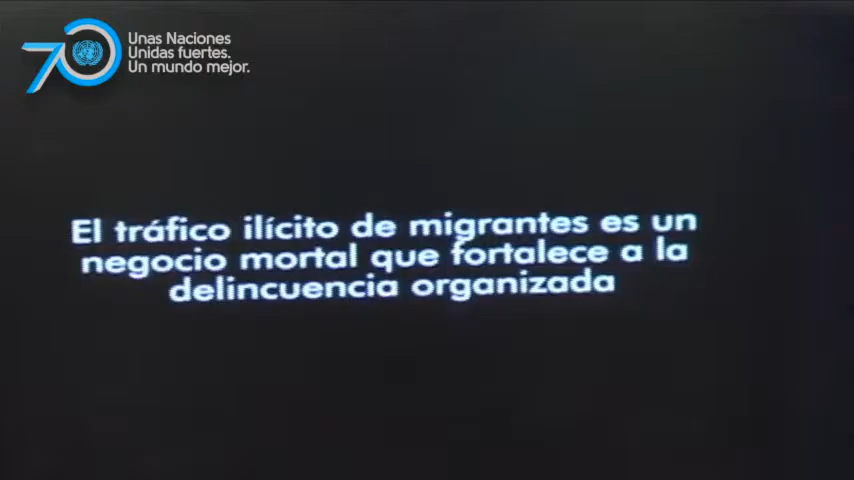 70
Unas Naciones
Unidas fuertes.
Un mundo mejor.
El tráfico ilícito de migrantes es un
negocio mortal que fortalece a la
delincuencia organizada